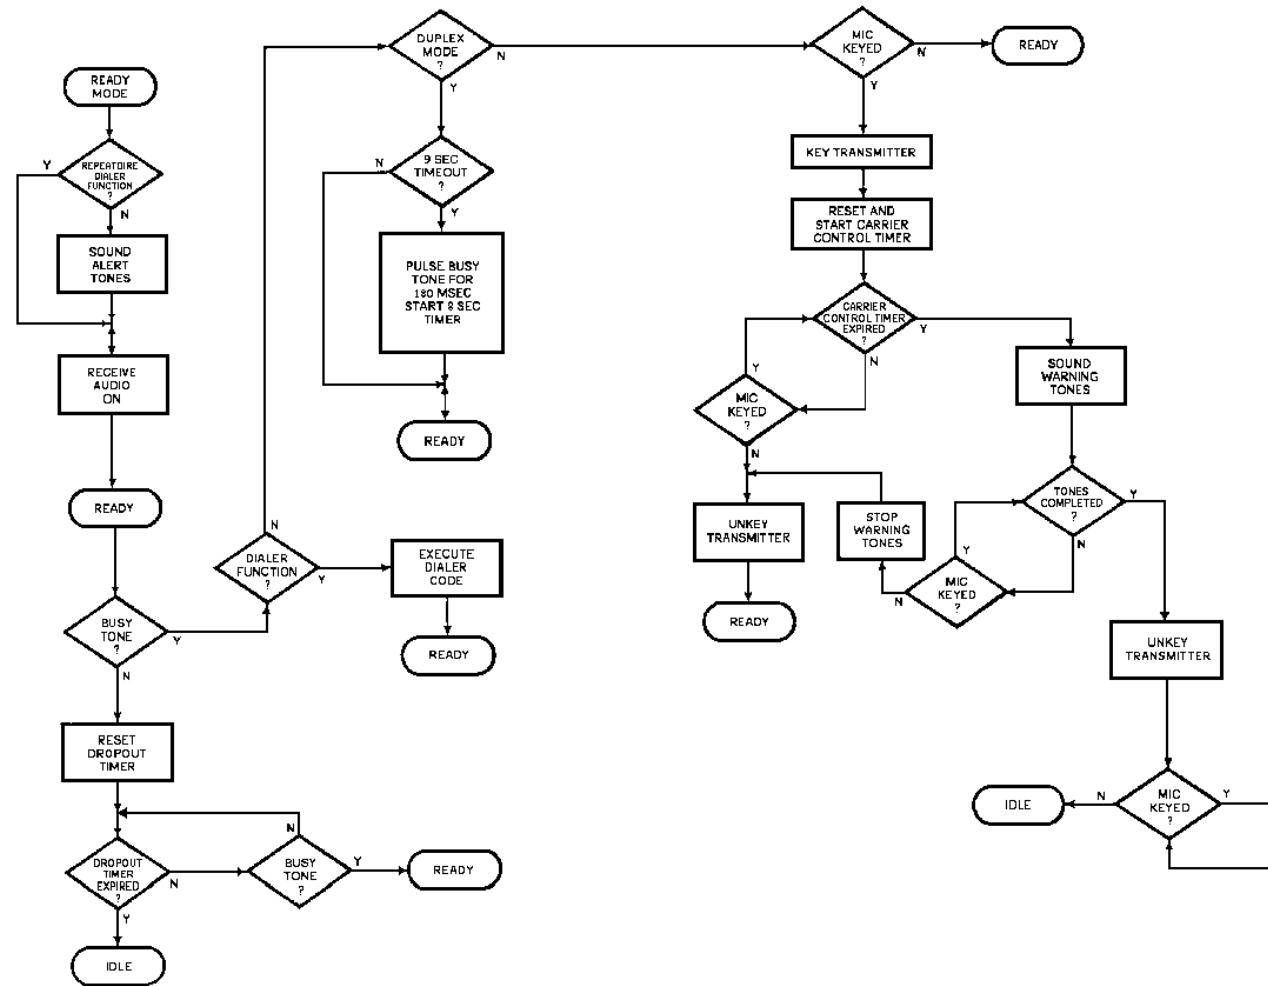 READY
MODE
Y
REPEATOIRE
DIALER
FUNCTION
?
N
SOUND
ALERT
TONES
RECEIVE
AUDIO
ON
READY
BUSY
TONE
?
Y
N
RESET
DROPOUT
TIMER
DROPOUT
TIMER
EXPIRED
?
N
Y
IDLE
N
BUSY
TONE
?
Y
READY
N
DIALER
FUNCTION
?
Y
EXECUTE
DIALER
CODE
READY
DUPLEX
MODE
?
N
Y
N
9 SEC
TIMEOUT
?
Y
PULSE BUSY
TONE FOR
180 MSEC
START 9 SEC
TIMER
READY
MIC
KEYED
?
N
READY
Y
KEY TRANSMITTER
RESET AND
START CARRIER
CONTROL TIMER
CARRIER
CONTROL TIMER
EXPIRED
?
Y
N
Y
MIC
KEYED
?
N
UNKEY
TRANSMITTER
READY
STOP
WARNING
TONES
SOUND
WARNING
TONES
TONES
COMPLETED
?
Y
N
Y
MIC
KEYED
?
N
UNKEY
TRANSMITTER
MIC
KEYED
?
Y
N
IDLE